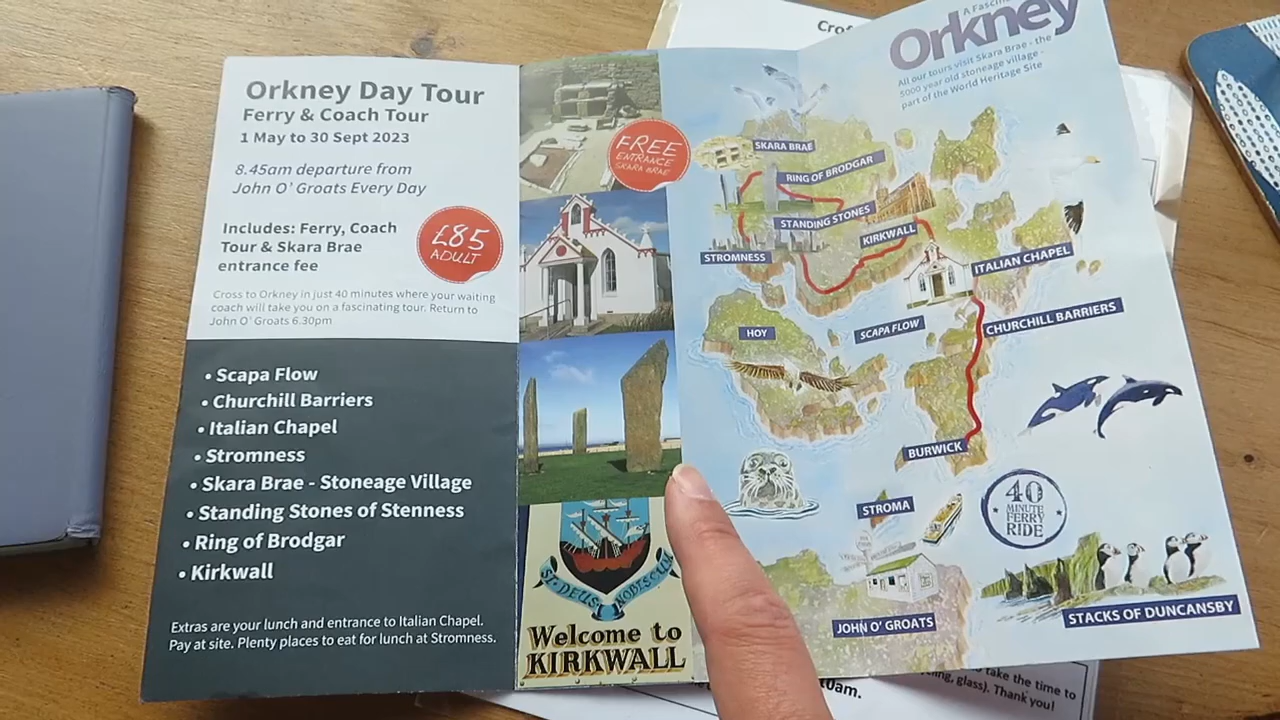 Orkney Day Tour
Ferry & Coach Tour
1 May to 30 Sept 2023
8.45am departure from
John O' Groats Every Day
Includes: Ferry, Coach
Tour & Skara Brae
entrance fee
£85
ADULT
Cross to Orkney in just 40 minutes where your waiting
coach will take you on a fascinating tour. Return to
John O' Groats 6.30pm
• Scapa Flow
• Churchill Barriers
• Italian Chapel
• Stromness
• Skara Brae - Stoneage Village
• Standing Stones of Stenness
• Ring of Brodgar
• Kirkwall
Extras are your lunch and entrance to Italian Chapel.
Pay at site. Plenty places to eat for lunch at Stromness.
FREE
ENTRANCE
SKARA BRAE
Welcome to
KIRKWALL
Orkney
All our tours visit Skara Brae - the
5000 year old stoneage village -
part of the World Heritage Site
SKARA BRAE
RING OF BRODGAR
STANDING STONES
KIRKWALL
STROMNESS
ITALIAN CHAPEL
HOY
SCAPA FLOW
CHURCHILL BARRIERS
BURWICK
STROMA
40
MINUTE
FERRY
RIDE
JOHN O' GROATS
STACKS OF DUNCANSBY
take the time to
glass). Thank you!